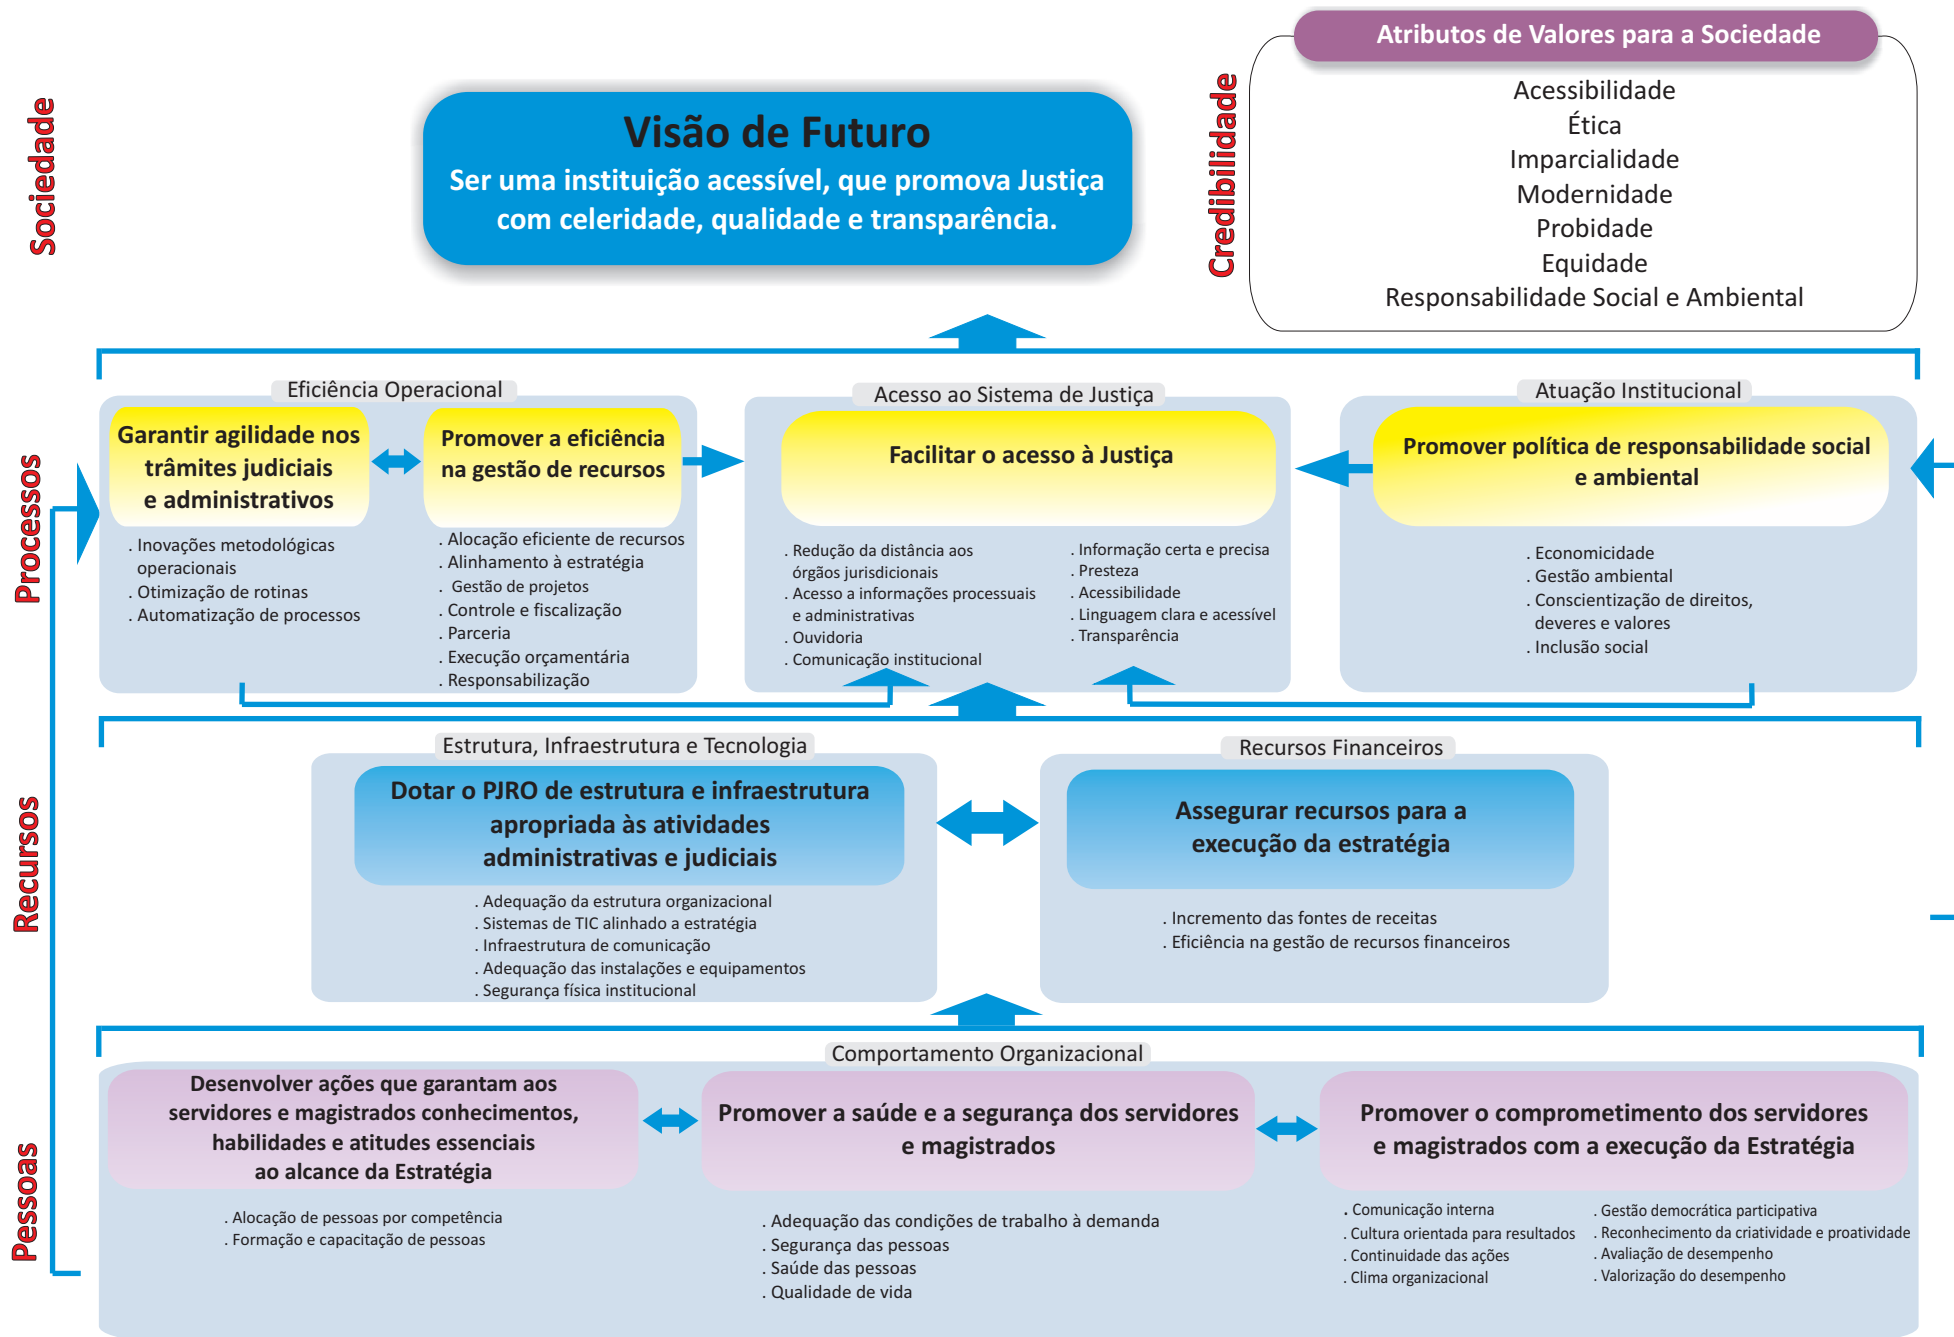 Sociedade
Visão de Futuro
Ser uma instituição acessível, que promova Justiça
com celeridade, qualidade e transparência.
Credibilidade
Atributos de Valores para a Sociedade
Acessibilidade
Ética
Imparcialidade
Modernidade
Probidade
Equidade
Responsabilidade Social e Ambiental
Processos
Eficiência Operacional
Garantir agilidade nos
trâmites judiciais
e administrativos
. Inovações metodológicas
operacionais
. Otimização de rotinas
. Automatização de processos
Promover a eficiência
na gestão de recursos
. Alocação eficiente de recursos
. Alinhamento à estratégia
. Gestão de projetos
. Controle e fiscalização
. Parceria
. Execução orçamentária
. Responsabilização
Acesso ao Sistema de Justiça
Facilitar o acesso à Justiça
. Redução da distância aos
órgãos jurisdicionais
. Acesso a informações processuais
e administrativas
. Ouvidoria
. Comunicação institucional
. Informação certa e precisa
. Presteza
. Acessibilidade
. Linguagem clara e acessível
. Transparência
Atuação Institucional
Promover política de responsabilidade social
e ambiental
. Economicidade
. Gestão ambiental
. Conscientização de direitos,
deveres e valores
. Inclusão social
Recursos
Estrutura, Infraestrutura e Tecnologia
Dotar o PJRO de estrutura e infraestrutura
apropriada às atividades
administrativas e judiciais
. Adequação da estrutura organizacional
. Sistemas de TIC alinhado a estratégia
. Infraestrutura de comunicação
. Adequação das instalações e equipamentos
. Segurança física institucional
Recursos Financeiros
Assegurar recursos para a
execução da estratégia
. Incremento das fontes de receitas
. Eficiência na gestão de recursos financeiros
Pessoas
Comportamento Organizacional
Desenvolver ações que garantam aos
servidores e magistrados conhecimentos,
habilidades e atitudes essenciais
ao alcance da Estratégia
. Alocação de pessoas por competência
. Formação e capacitação de pessoas
Promover a saúde e a segurança dos servidores
e magistrados
. Adequação das condições de trabalho à demanda
. Segurança das pessoas
. Saúde das pessoas
. Qualidade de vida
Promover o comprometimento dos servidores
e magistrados com a execução da Estratégia
. Comunicação interna
. Cultura orientada para resultados
. Continuidade das ações
. Clima organizacional
. Gestão democrática participativa
. Reconhecimento da criatividade e proatividade
. Avaliação de desempenho
. Valorização do desempenho